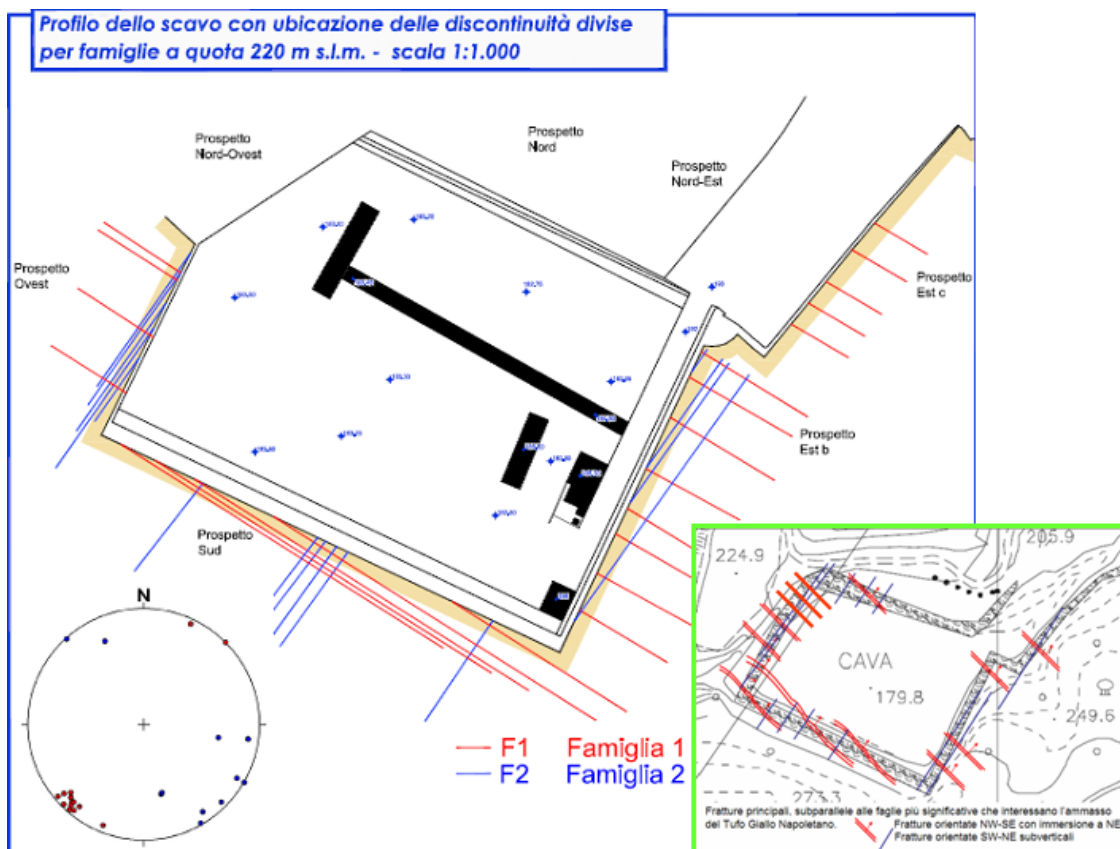 Profilo dello scavo con ubicazione delle discontinuità divise
per famiglie a quota 220 m s.l.m. - scala 1:1.000
Prospetto
Nord-Ovest
Prospetto
Nord
Prospetto
Nord-Est
Prospetto
Ovest
Prospetto
Est c
Prospetto
Est b
Prospetto
Sud
N
F1 Famiglia 1
F2 Famiglia 2
224.9
205.9
CAVA
179.8
249.6
273.3
Fratture principali, subparallele alle faglie più significative che interessano l'ammasso
del Tufo Giallo Napoletano.
Fratture orientate NW-SE con immersione a NE
Fratture orientate SW-NE subverticali